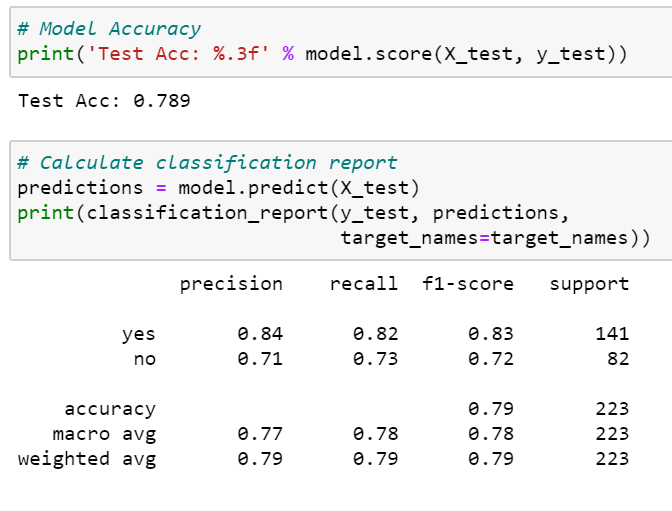 # Model Accuracy
print('Test Acc: %.3f' % model.score(X_test, y_test))
Test Acc: 0.789
# Calculate classification report
predictions = model.predict(X_test)
print(classification_report(y_test, predictions,
target_names=target_names))
precision recall f1-score support
yes 0.84 0.82 0.83 141
no 0.71 0.73 0.72 82
accuracy 0.79 223
macro avg 0.77 0.78 0.78 223
weighted avg 0.79 0.79 0.79 223